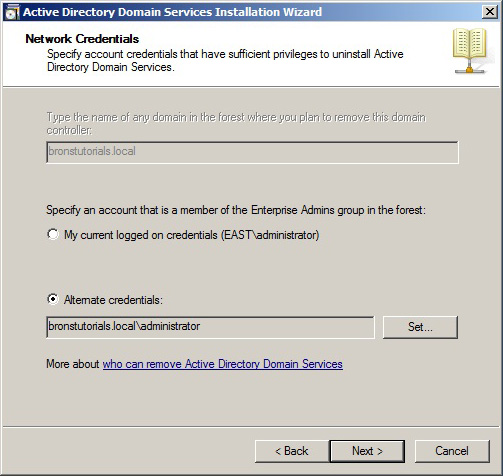 Active Directory Domain Services Installation Wizard
Network Credentials
Specify account credentials that have sufficient privileges to uninstall Active
Directory Domain Services.
Type the name of any domain in the forest where you plan to remove this domain
controller:
bronstutorials.local
Specify an account that is a member of the Enterprise Admins group in the forest:
My current logged on credentials (EAST\administrator)
Alternate credentials:
bronstutorials.local\administrator
Set...
More about who can remove Active Directory Domain Services
< Back
Next >
Cancel